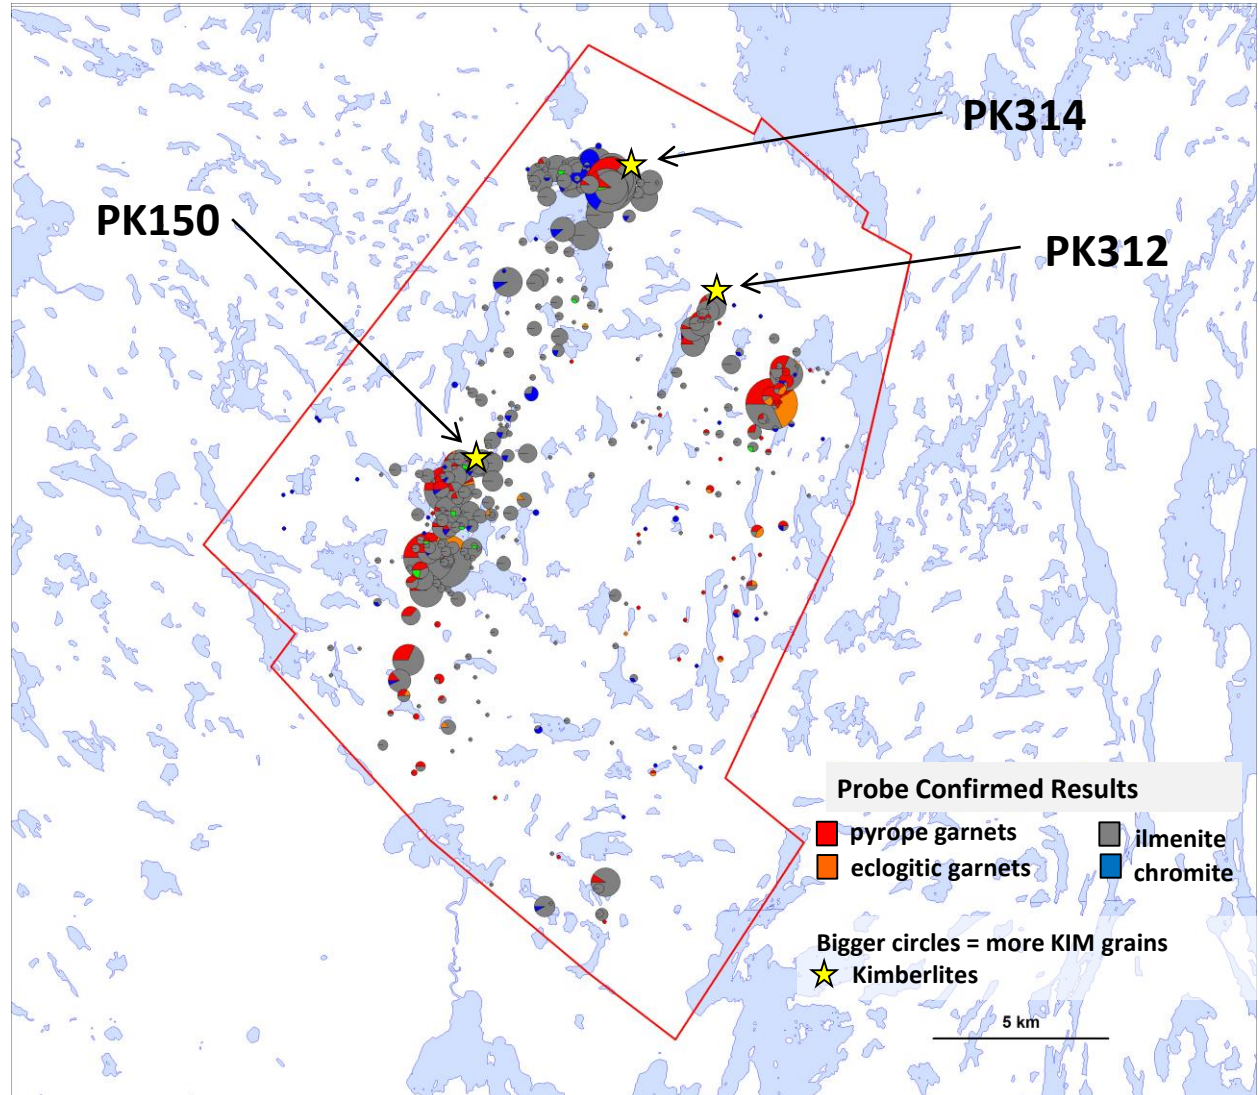 PK314
PK150
PK312
Probe Confirmed Results
pyrope garnets
ilmenite
eclogitic garnets
chromite
Bigger circles = more KIM grains
Kimberlites
5 km